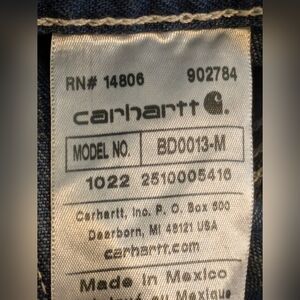 RN# 14806 902784
carhartt
MODEL NO. BD0013-M
1022 2510005416
Carhartt, Inc. P. O. Box 600
Dearborn, MI 48121 USA
carhartt.com
Made in Mexico
Mexique